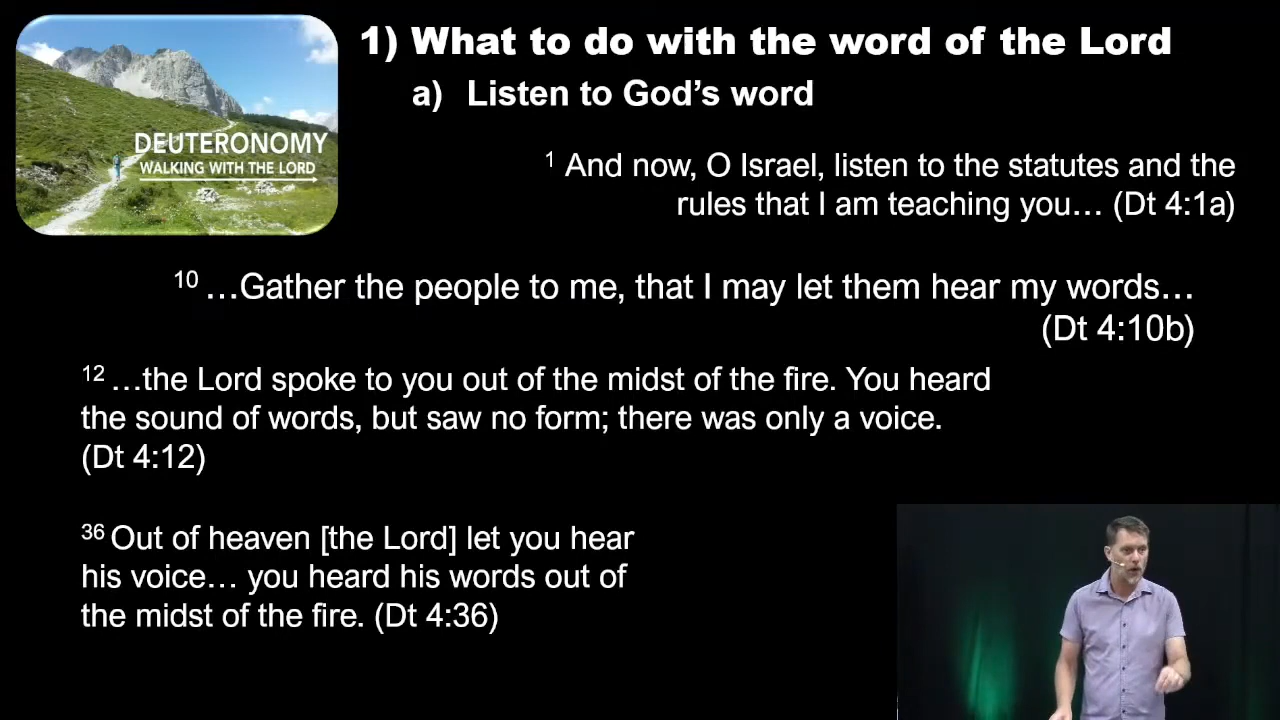 DEUTERONOMY
WALKING WITH THE LORD
1) What to do with the word of the Lord
a) Listen to God’s word
1 And now, O Israel, listen to the statutes and the
rules that I am teaching you… (Dt 4:1a)
10 …Gather the people to me, that I may let them hear my words…
(Dt 4:10b)
12 …the Lord spoke to you out of the midst of the fire. You heard
the sound of words, but saw no form; there was only a voice.
(Dt 4:12)
36 Out of heaven [the Lord] let you hear
his voice… you heard his words out of
the midst of the fire. (Dt 4:36)